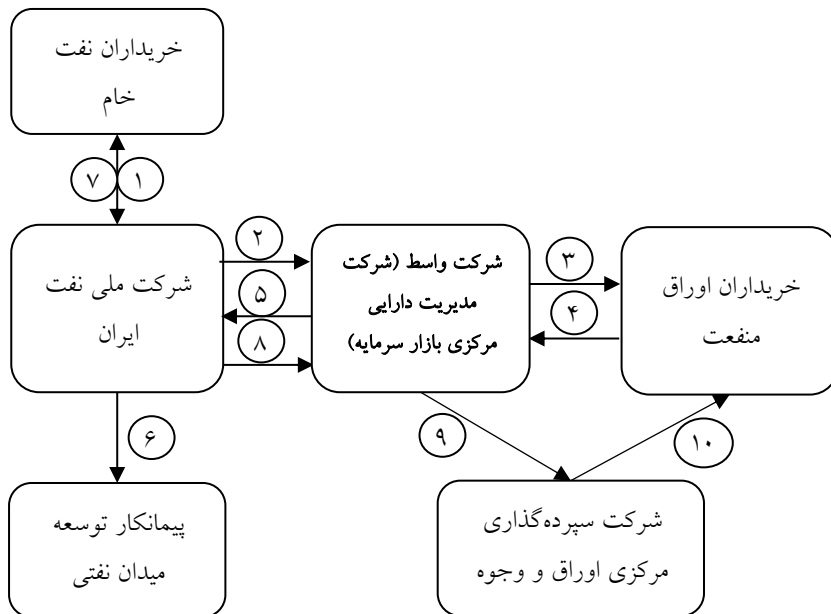 خریداران نفت
خام
۷ ۱
شرکت ملی نفت
ایران
۲
۵
۸
شرکت واسط (شرکت
مدیریت دارایی
مرکزی بازار سرمایه)
۳
۴
خریداران اوراق
منفعت
۶
۹
۱۰
پیمانکار توسعه
میدان نفتی
شرکت سپرده‌گذاری
مرکزی اوراق و وجوه